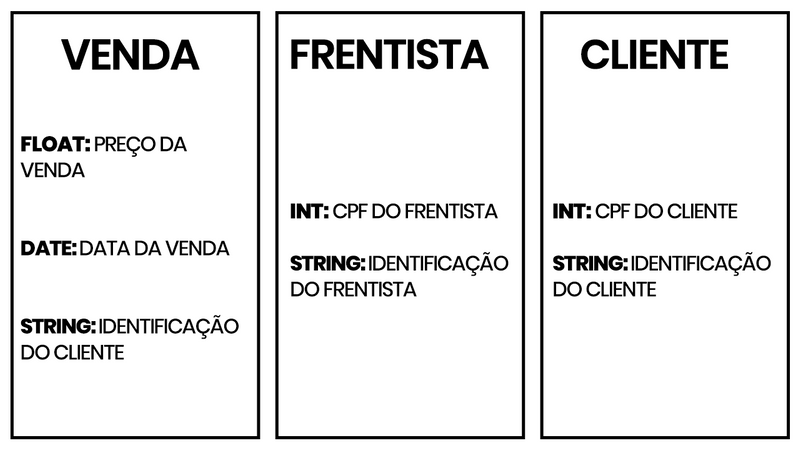 VENDA
FLOAT: PREÇO DA
VENDA
DATE: DATA DA VENDA
STRING: IDENTIFICAÇÃO
DO CLIENTE
FRENTISTA
INT: CPF DO FRENTISTA
STRING: IDENTIFICAÇÃO
DO FRENTISTA
CLIENTE
INT: CPF DO CLIENTE
STRING: IDENTIFICAÇÃO
DO CLIENTE